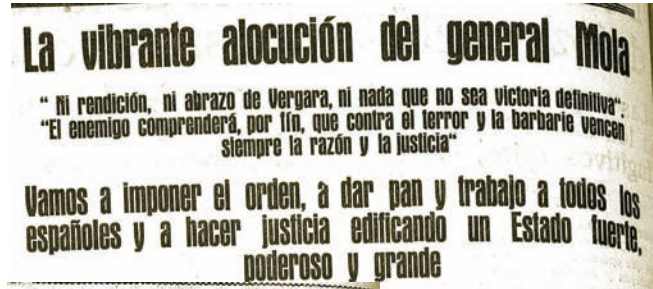 La vibrante alocución del general Mola
" Ni rendición, ni abrazo de Vergara, ni nada que no sea victoria definitiva".
"El enemigo comprenderá, por fín, que contra el terror y la barbarie vencen
siempre la razón y la justicia"
Vamos a imponer el orden, a dar pan y trabajo a todos los
españoles y a hacer justicia edificando un Estado fuerte,
poderoso y grande